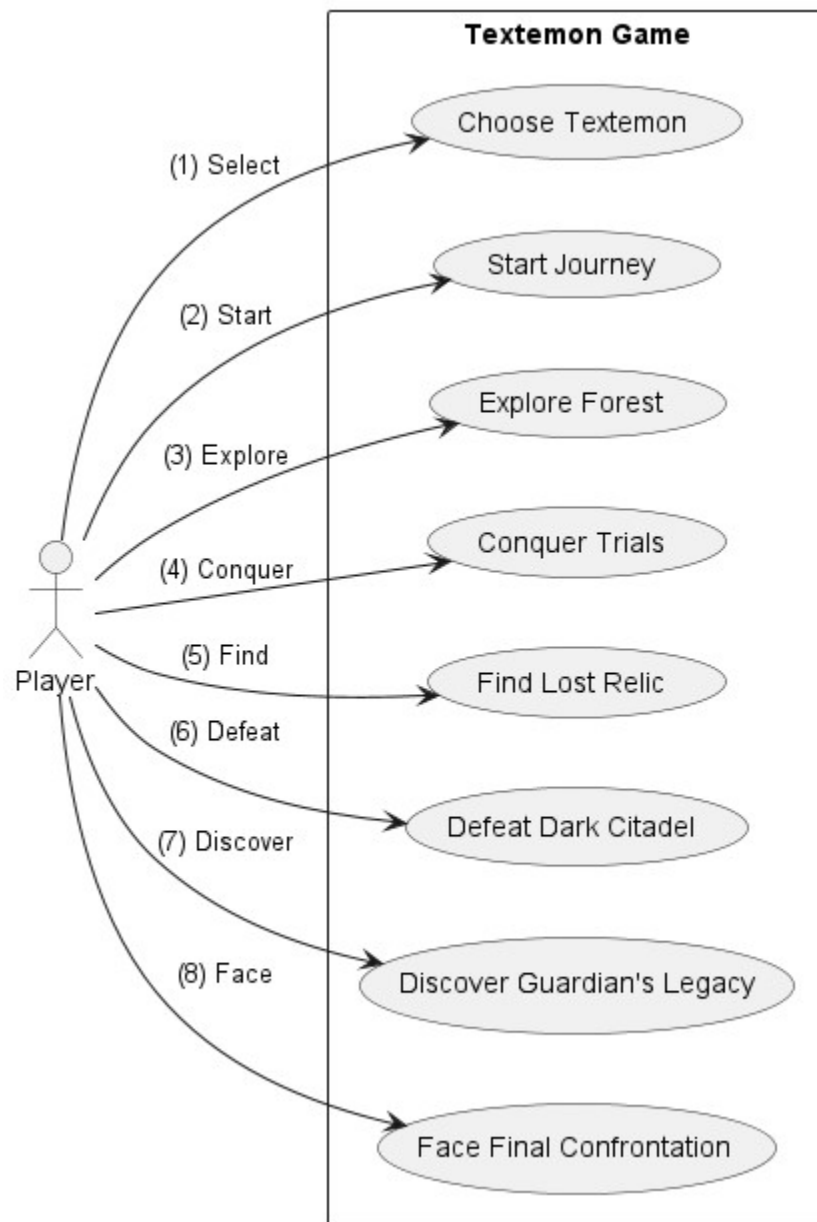 Textemon Game
Choose Textemon
(1) Select
Start Journey
(2) Start
Explore Forest
(3) Explore
Conquer Trials
(4) Conquer
(5) Find
Find Lost Relic
Player
(6) Defeat
Defeat Dark Citadel
(7) Discover
Discover Guardian's Legacy
(8) Face
Face Final Confrontation